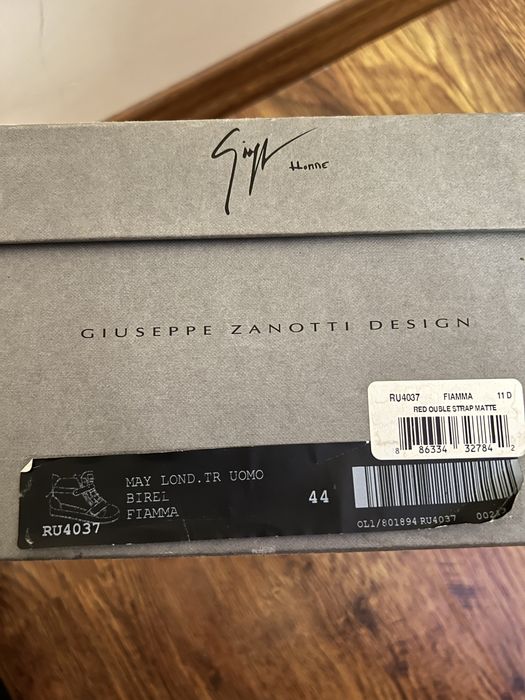 Homme
GIUSEPPE ZANOTTI DESIGN
RU4037 FIAMMA 11 D
RED OUBLE STRAP MATTE
8 86334 32784 2
MAY LOND.TR UOMO
BIREL
FIAMMA
44
RU4037
OL1/801894 RU4037